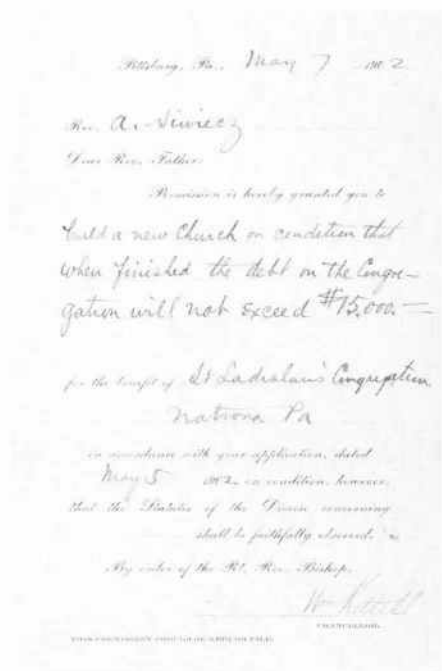 Pittsburg, Pa., May 7 1902
Rev. A. Siwiec
Dear Rev. Father:
Permission is hereby granted you to
build a new Church on condition that
when finished the debt on the Congre-
gation will not exceed $15,000.—
for the benefit of St Ladislaus Congregation
Natrona Pa
in accordance with your application, dated
May 5 1902, on condition, however,
that the Statutes of the Diocese concerning
shall be faithfully observed.
By order of the Rt. Rev. Bishop,
Wm
CHANCELLOR.